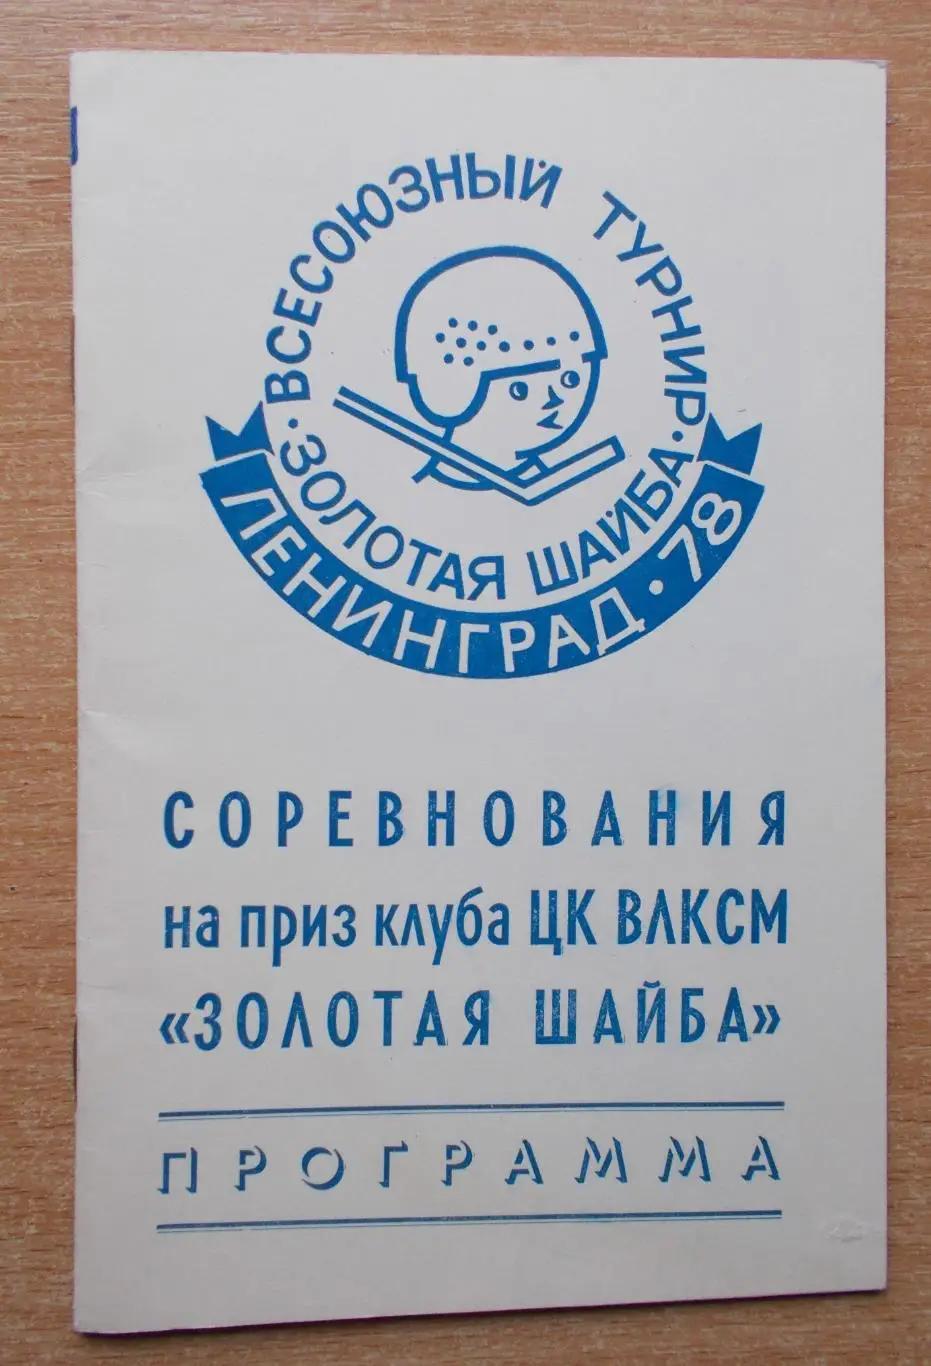 ВСЕСОЮЗНЫЙ ТУРНИР
ЗОЛОТАЯ ШАЙБА
ЛЕНИНГРАД · 78
СОРЕВНОВАНИЯ
на приз клуба ЦК ВЛКСМ
«ЗОЛОТАЯ ШАЙБА»
ПРОГРАММА